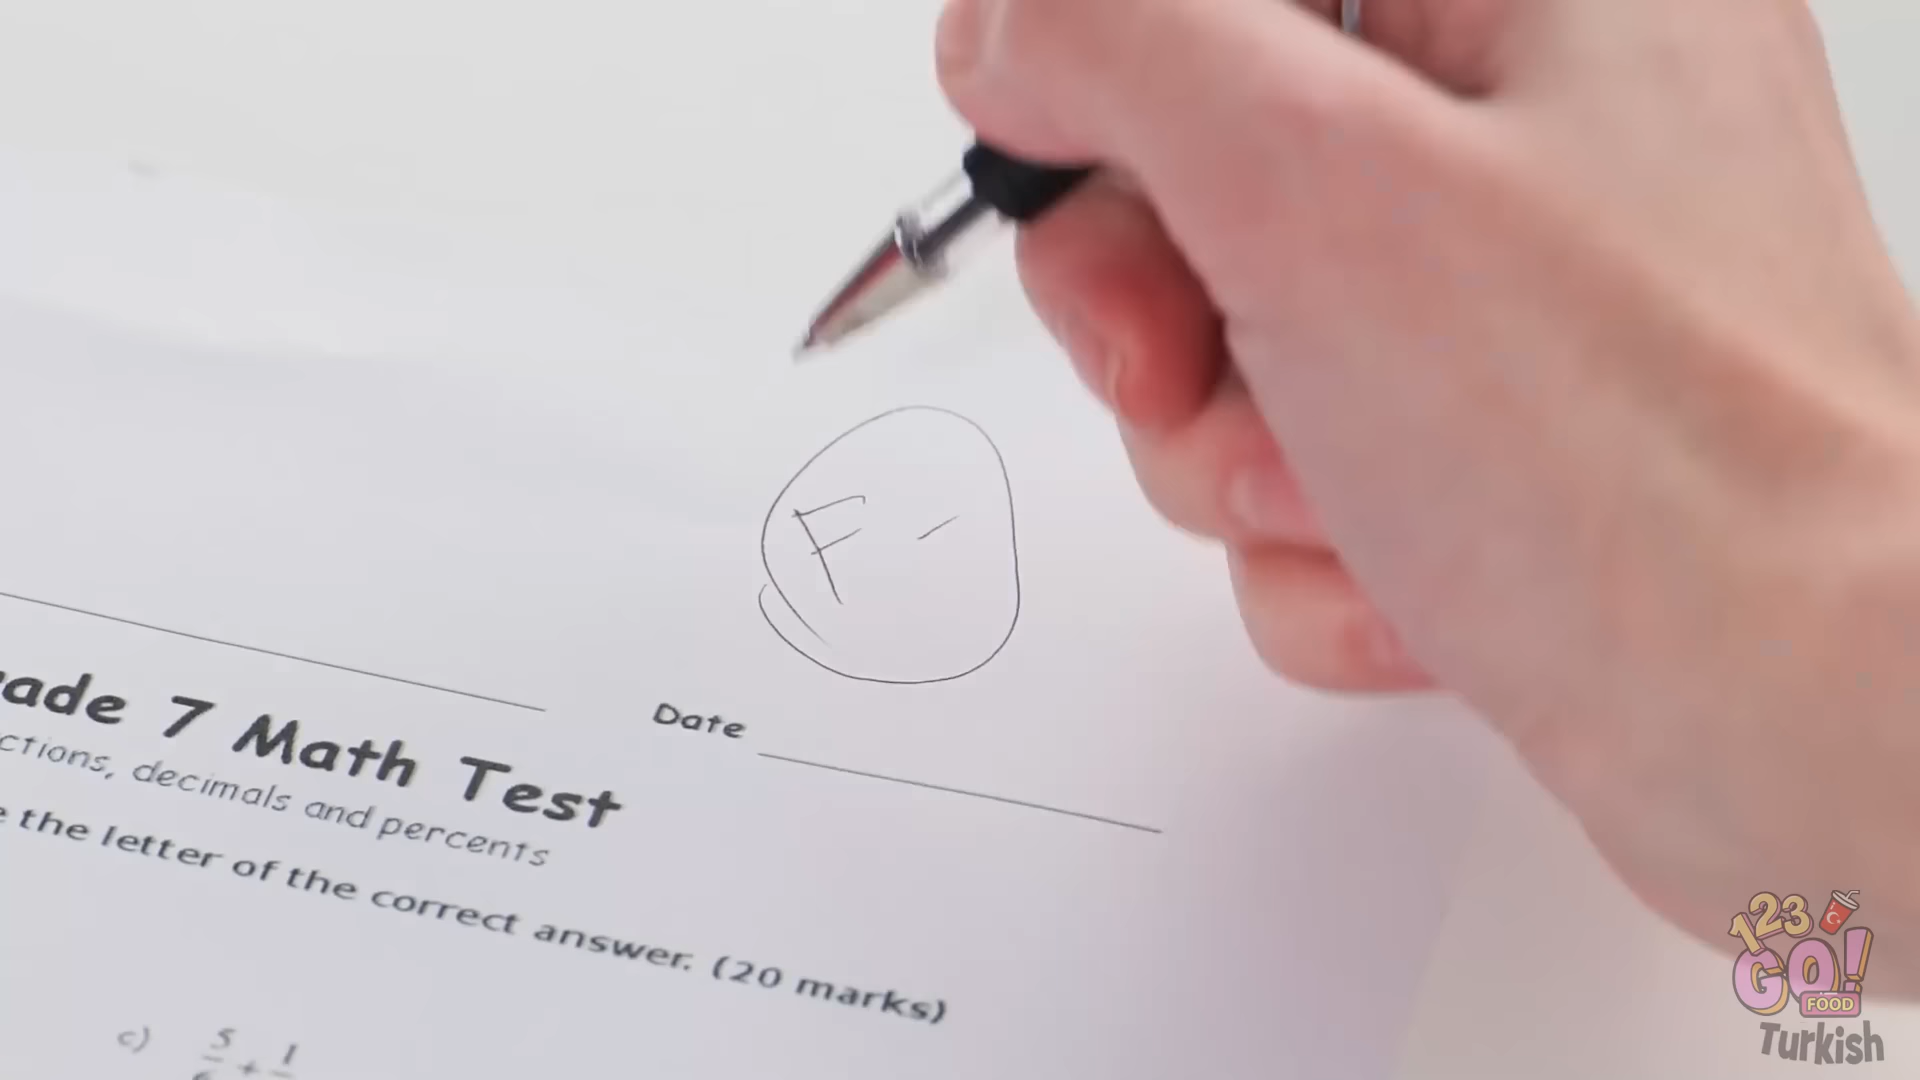 F -
Date
ade 7 Math Test
ctions, decimals and percents
e the letter of the correct answer. (20 marks)
c) 5 + 1
123
GO!
FOOD
Turkish